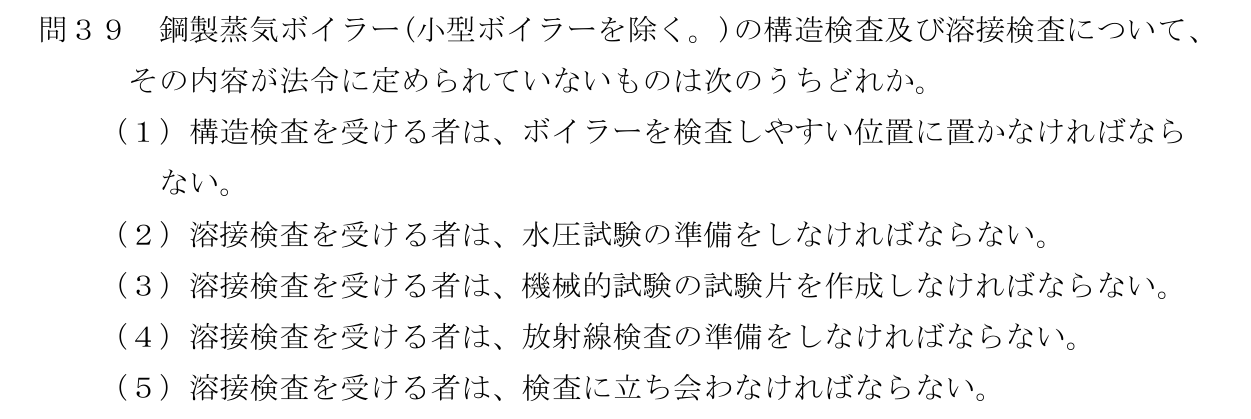 問３９　鋼製蒸気ボイラー(小型ボイラーを除く。)の構造検査及び溶接検査について、
その内容が法令に定められていないものは次のうちどれか。
（１）構造検査を受ける者は、ボイラーを検査しやすい位置に置かなければなら
ない。
（２）溶接検査を受ける者は、水圧試験の準備をしなければならない。
（３）溶接検査を受ける者は、機械的試験の試験片を作成しなければならない。
（４）溶接検査を受ける者は、放射線検査の準備をしなければならない。
（５）溶接検査を受ける者は、検査に立ち会わなければならない。